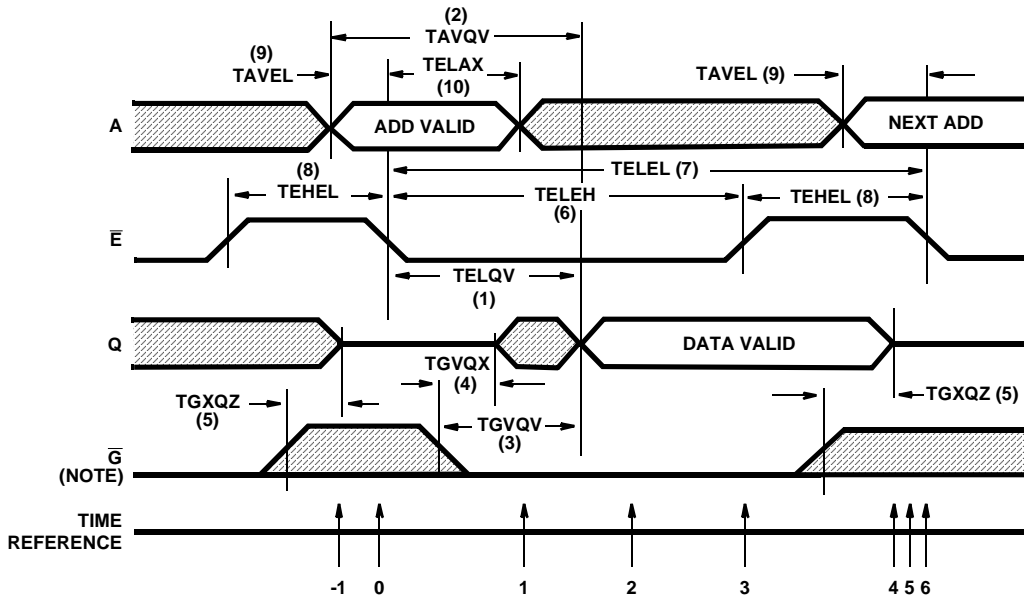 (2)
TAVQV
(9)
TAVEL
TELAX
(10)
TAVEL (9)
A
ADD VALID
NEXT ADD
(8)
TEHEL
TELEL (7)
TELEH
(6)
TEHEL (8)
E
TELQV
(1)
Q
DATA VALID
TGVQX
(4)
TGXQZ
(5)
TGXQZ (5)
TGVQV
(3)
G
(NOTE)
TIME
REFERENCE
-1 0 1 2 3 4 5 6